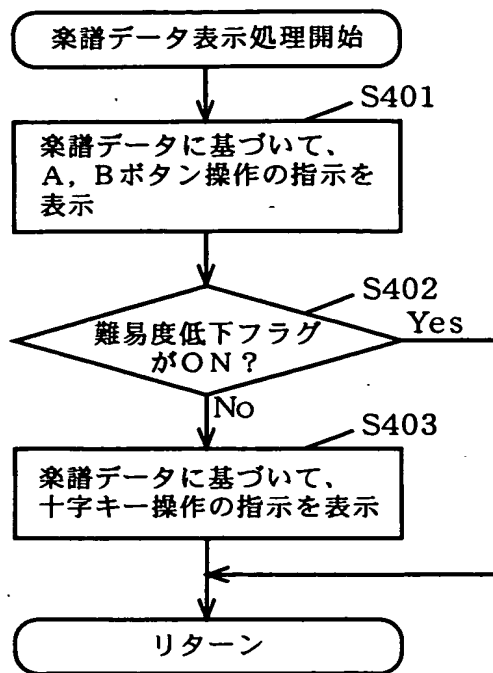 楽譜データ表示処理開始
S401
楽譜データに基づいて、
A，Bボタン操作の指示を
表示
S402
難易度低下フラグ
がON？
Yes
No
S403
楽譜データに基づいて、
十字キー操作の指示を表示
リターン